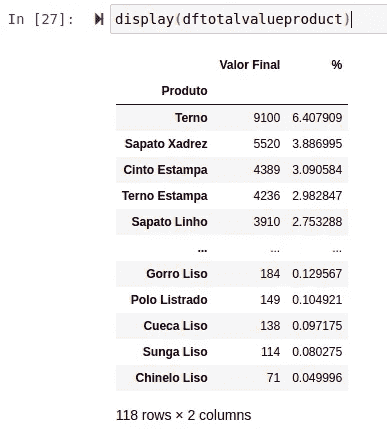 In [27]: display(dftotalvalueproduct)
Valor Final %
Produto
Terno 9100 6.407909
Sapato Xadrez 5520 3.886995
Cinto Estampa 4389 3.090584
Terno Estampa 4236 2.982847
Sapato Linho 3910 2.753288
... ... ...
Gorro Liso 184 0.129567
Polo Listrado 149 0.104921
Cueca Liso 138 0.097175
Sunga Liso 114 0.080275
Chinelo Liso 71 0.049996
118 rows × 2 columns